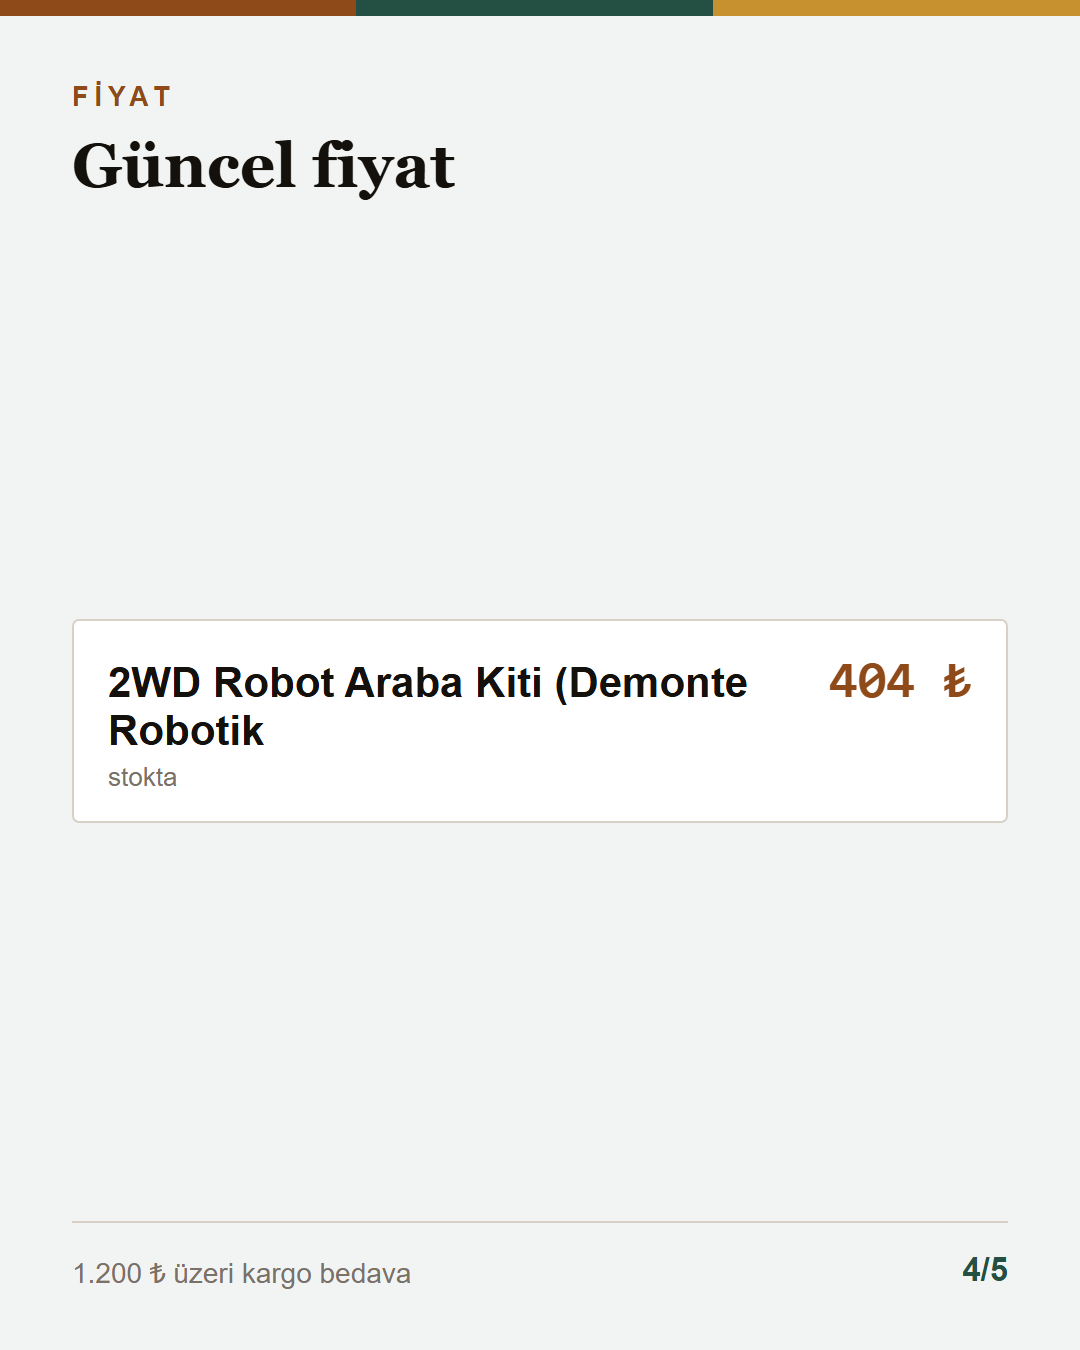 FİYAT
Güncel fiyat
2WD Robot Araba Kiti (Demonte
Robotik
404 ₺
stokta
1.200 ₺ üzeri kargo bedava
4/5